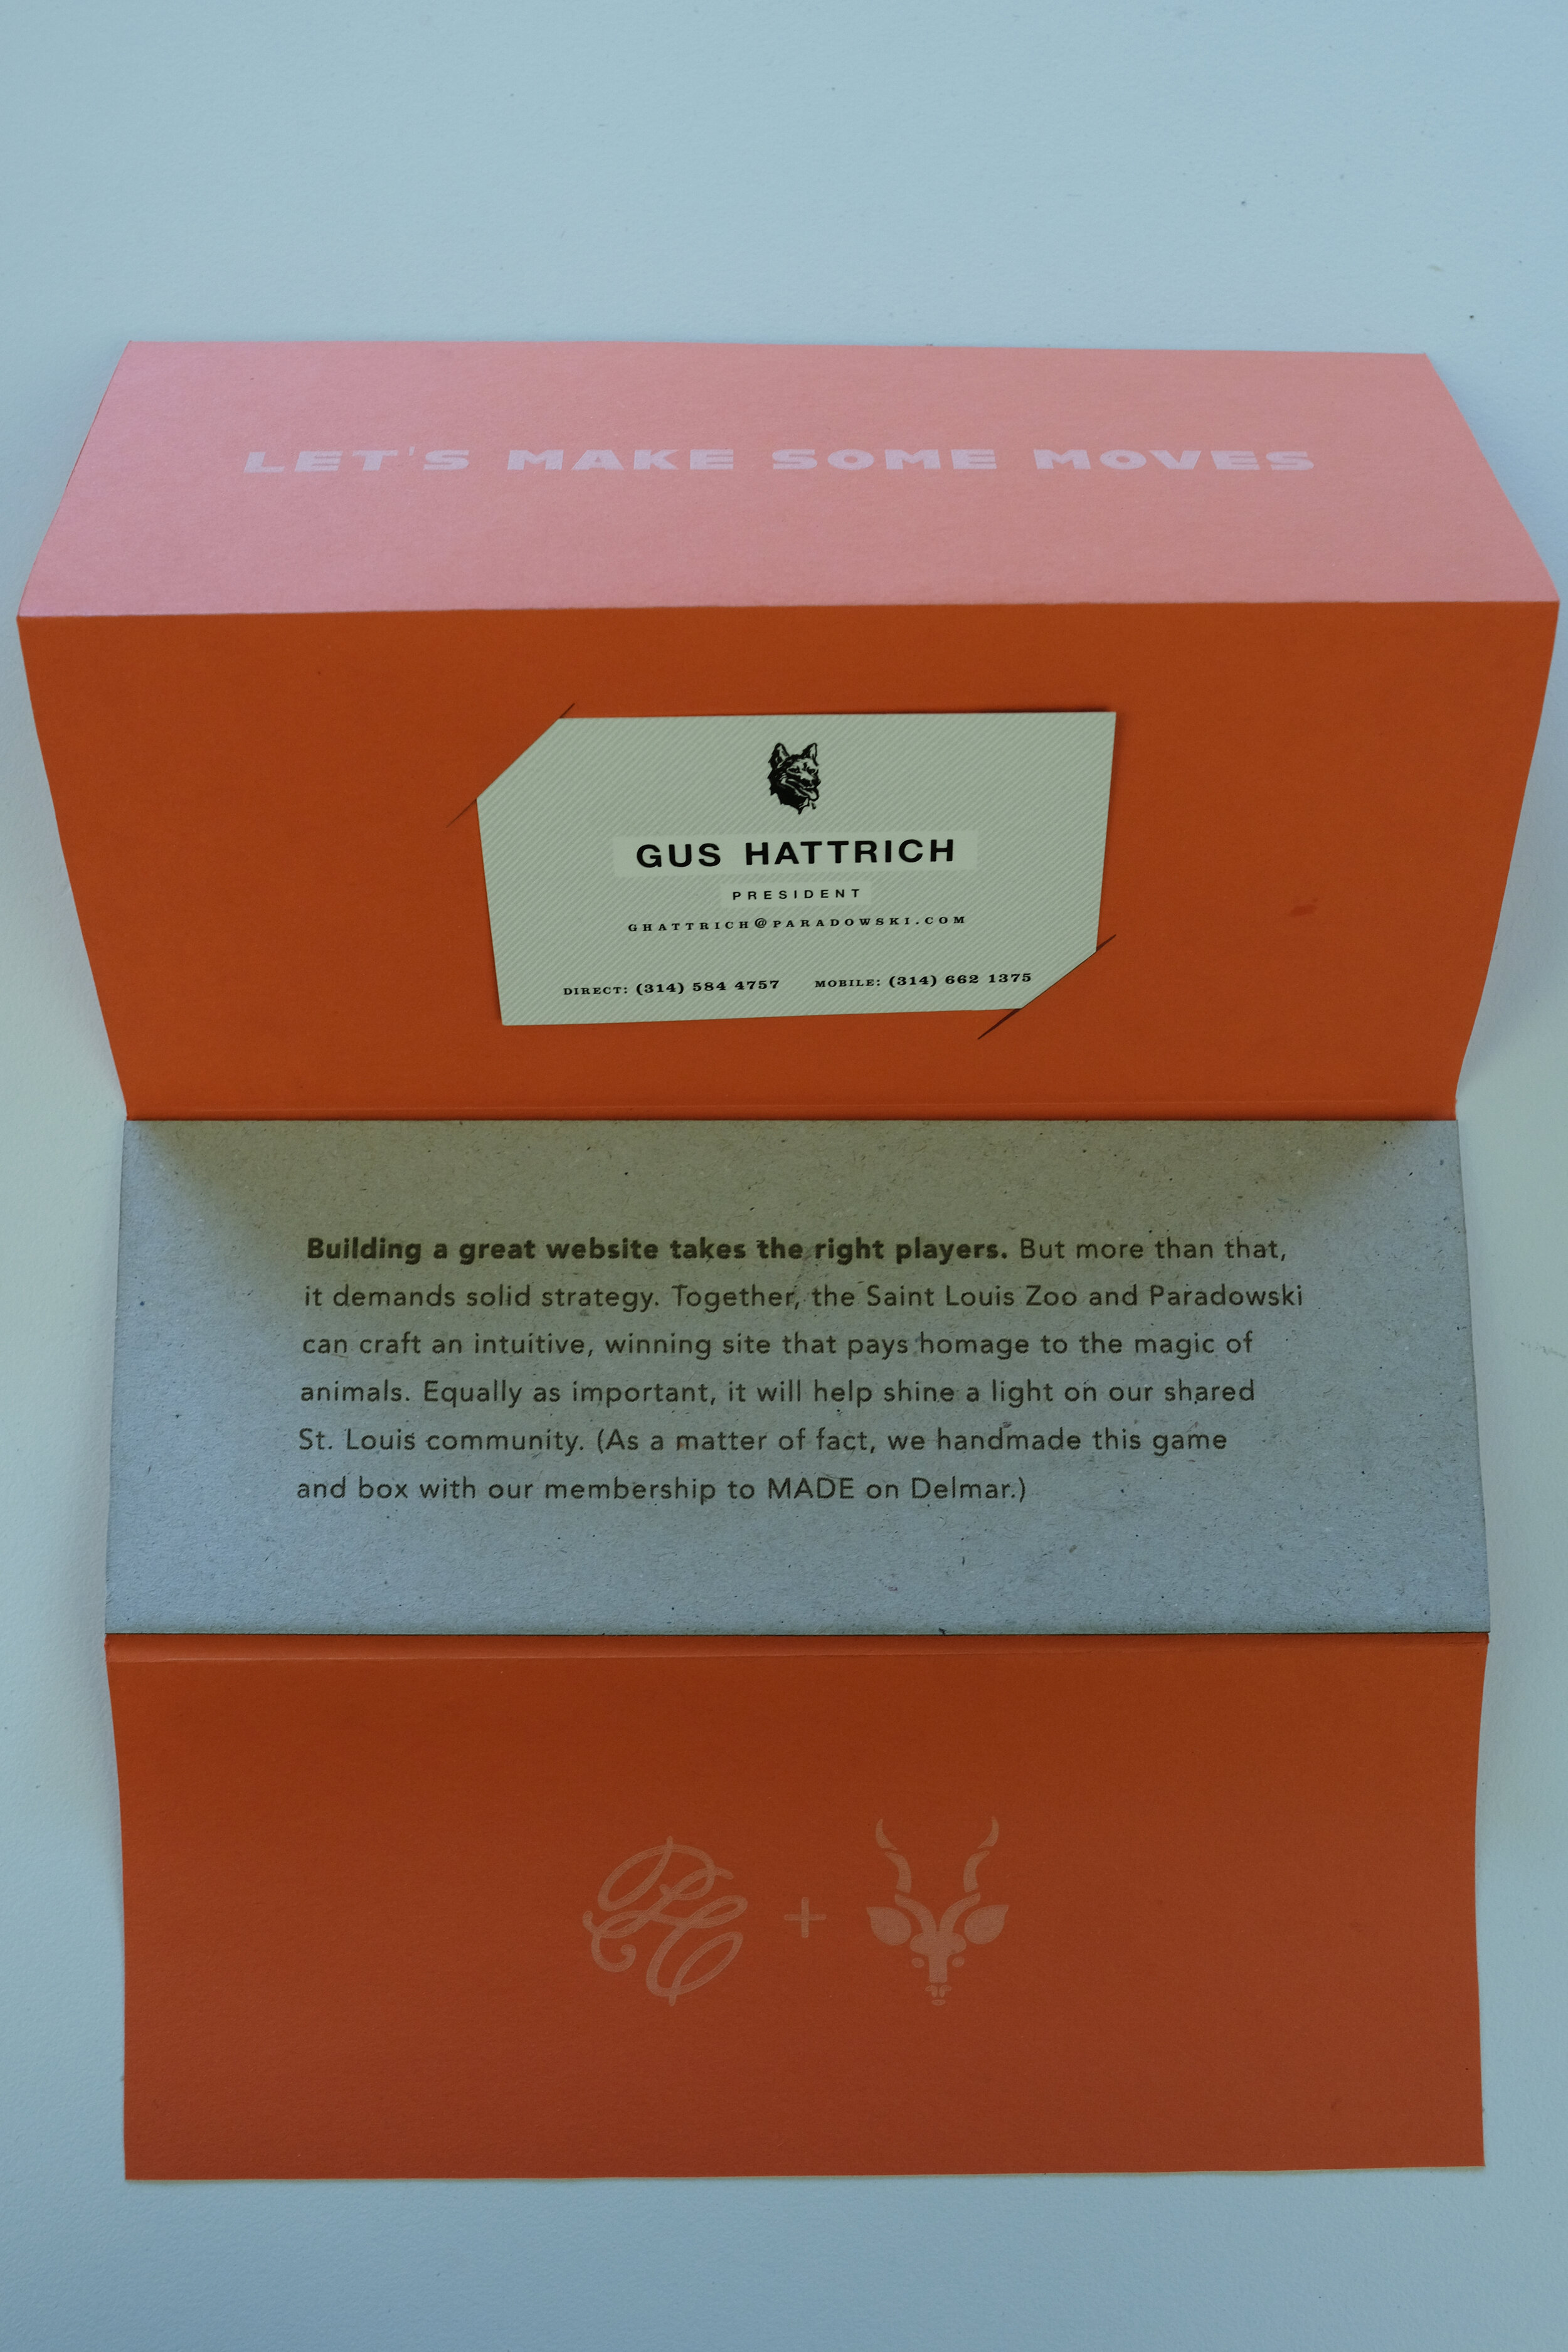 LET'S MAKE SOME MOVES
GUS HATTRICH
PRESIDENT
GHATTRICH@PARADOWSKI.COM
DIRECT: (314) 584 4757 MOBILE: (314) 662 1375
Building a great website takes the right players. But more than that,
it demands solid strategy. Together, the Saint Louis Zoo and Paradowski
can craft an intuitive, winning site that pays homage to the magic of
animals. Equally as important, it will help shine a light on our shared
St. Louis community. (As a matter of fact, we handmade this game
and box with our membership to MADE on Delmar.)
PC +